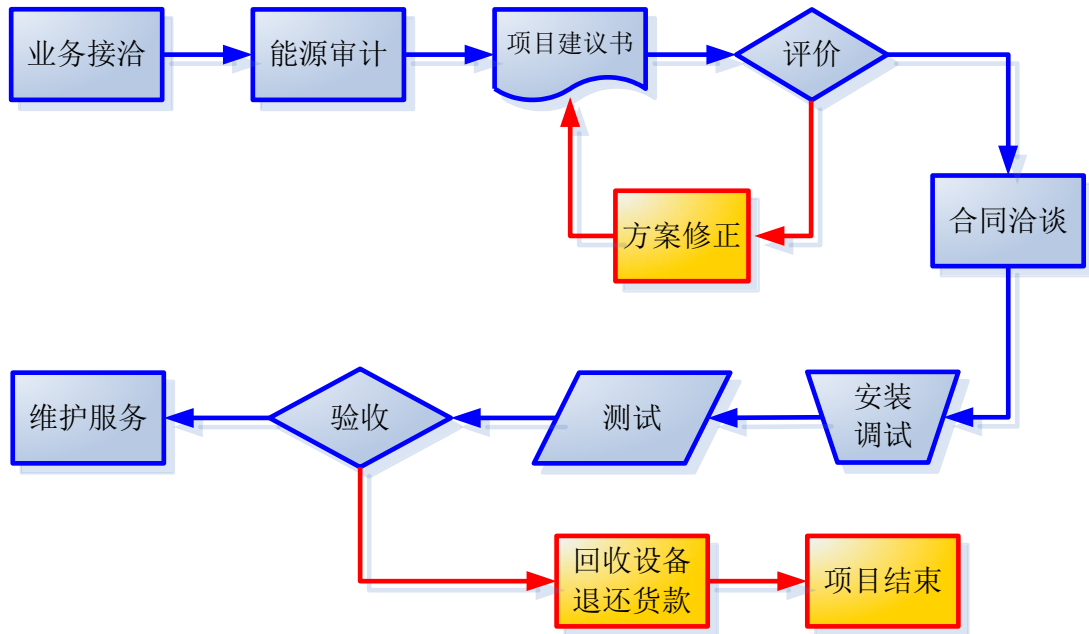 业务接洽
能源审计
项目建议书
评价
方案修正
合同洽谈
维护服务
验收
测试
安装
调试
回收设备
退还货款
项目结束